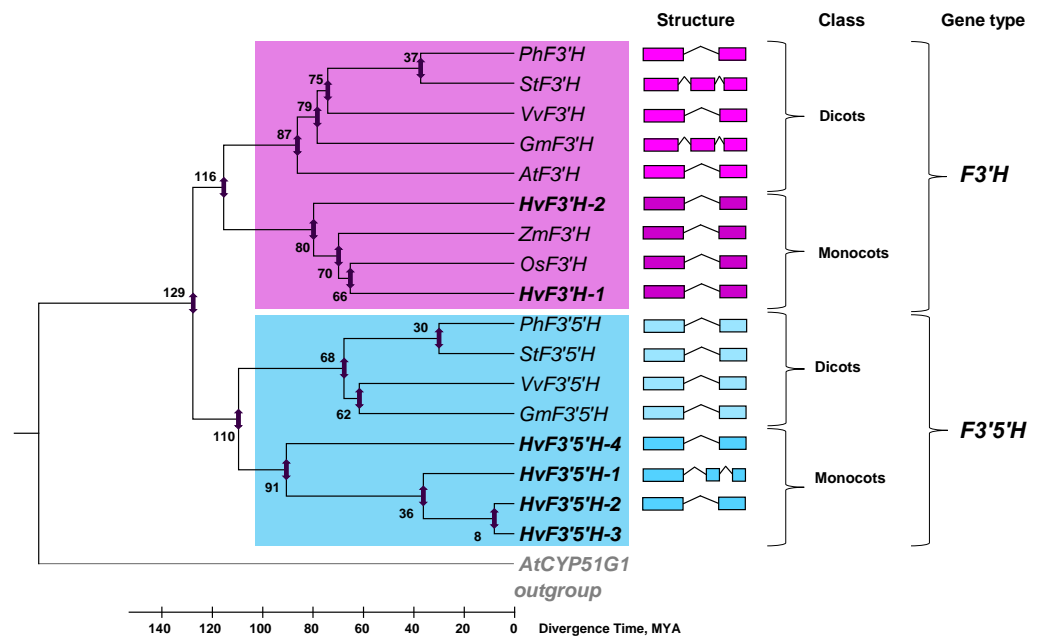 Structure Class Gene type
37 PhF3'H
StF3'H
75
79 VvF3'H Dicots
87 GmF3'H
116 AtF3'H F3'H
HvF3'H-2
80 ZmF3'H Monocots
70 OsF3'H
66 HvF3'H-1
129
30 PhF3'5'H
68 StF3'5'H Dicots
VvF3'5'H
62 GmF3'5'H
110 F3'5'H
HvF3'5'H-4
91 HvF3'5'H-1 Monocots
36 HvF3'5'H-2
8 HvF3'5'H-3
AtCYP51G1
outgroup
140 120 100 80 60 40 20 0 Divergence Time, MYA